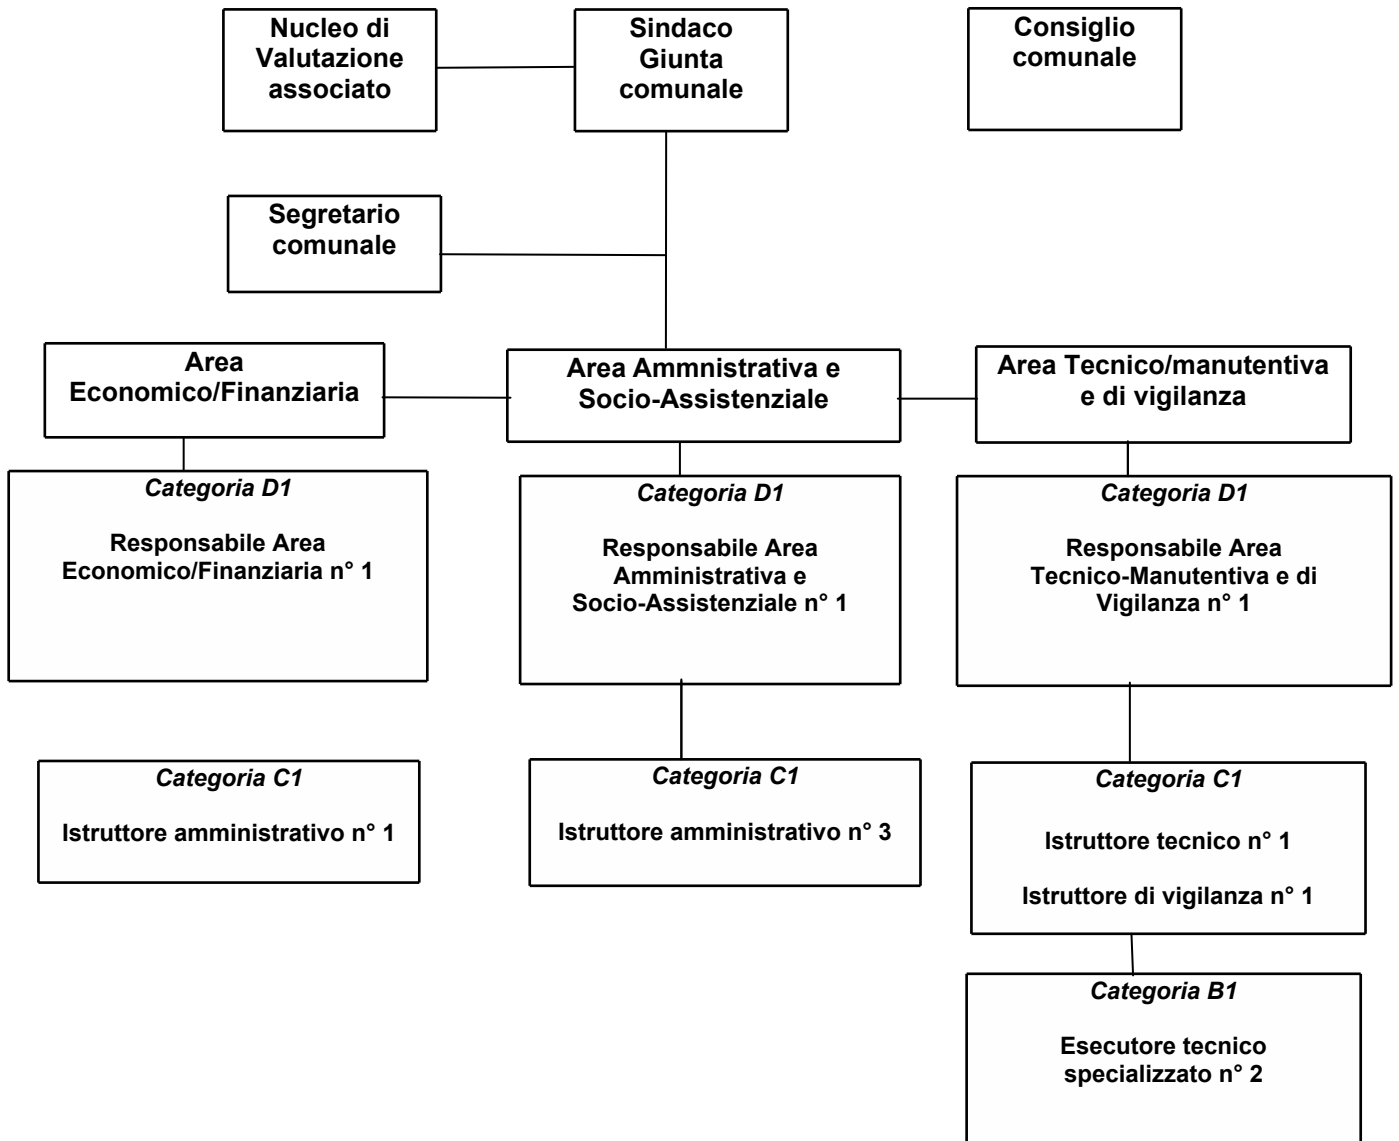 Nucleo di
Valutazione
associato
Sindaco
Giunta
comunale
Consiglio
comunale
Segretario
comunale
Area
Economico/Finanziaria
Area Ammnistrativa e
Socio-Assistenziale
Area Tecnico/manutentiva
e di vigilanza
Categoria D1
Responsabile Area
Economico/Finanziaria n° 1
Categoria D1
Responsabile Area
Amministrativa e
Socio-Assistenziale n° 1
Categoria D1
Responsabile Area
Tecnico-Manutentiva e di
Vigilanza n° 1
Categoria C1
Istruttore amministrativo n° 1
Categoria C1
Istruttore amministrativo n° 3
Categoria C1
Istruttore tecnico n° 1
Istruttore di vigilanza n° 1
Categoria B1
Esecutore tecnico
specializzato n° 2